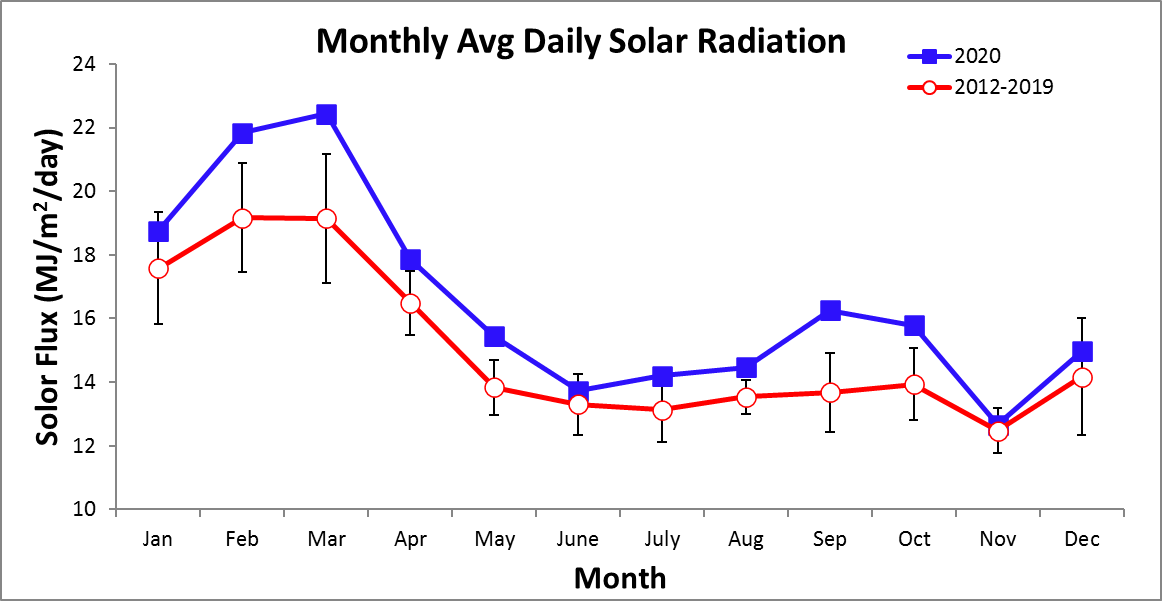 Monthly Avg Daily Solar Radiation
2020
2012-2019
Solor Flux (MJ/m²/day)
24
22
20
18
16
14
12
10
Jan Feb Mar Apr May June July Aug Sep Oct Nov Dec
Month